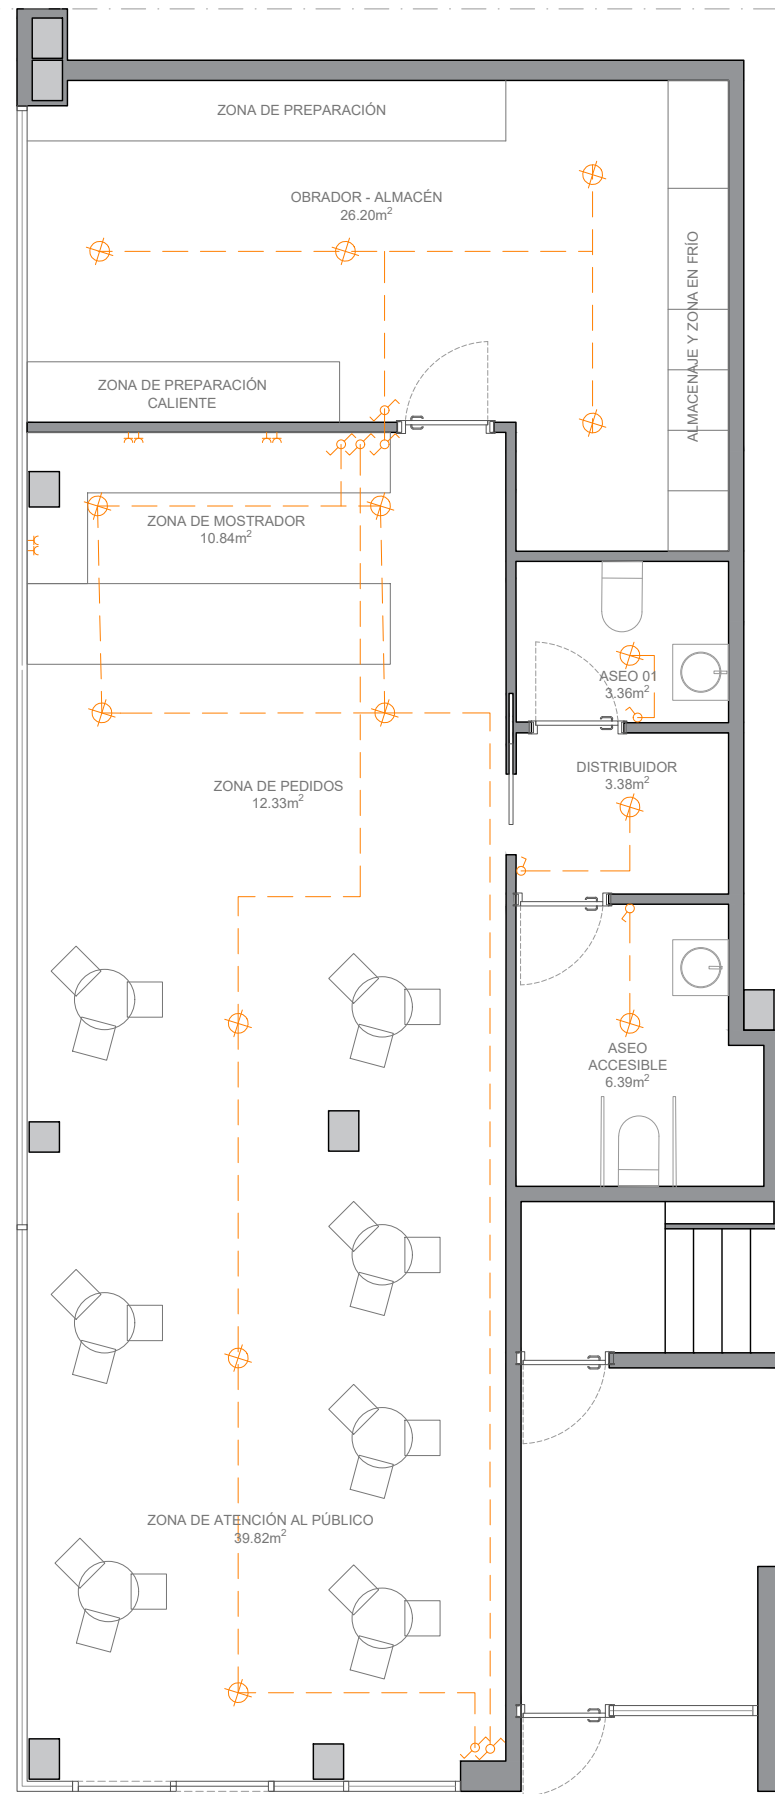 ZONA DE PREPARACIÓN
OBRADOR - ALMACÉN
26.20m²
ALMACENAJE Y ZONA EN FRÍO
ZONA DE PREPARACIÓN
CALIENTE
ZONA DE MOSTRADOR
10.84m²
ASEO 01
3.36m²
DISTRIBUIDOR
3.38m²
ZONA DE PEDIDOS
12.33m²
ASEO
ACCESIBLE
6.39m²
ZONA DE ATENCIÓN AL PÚBLICO
39.82m²